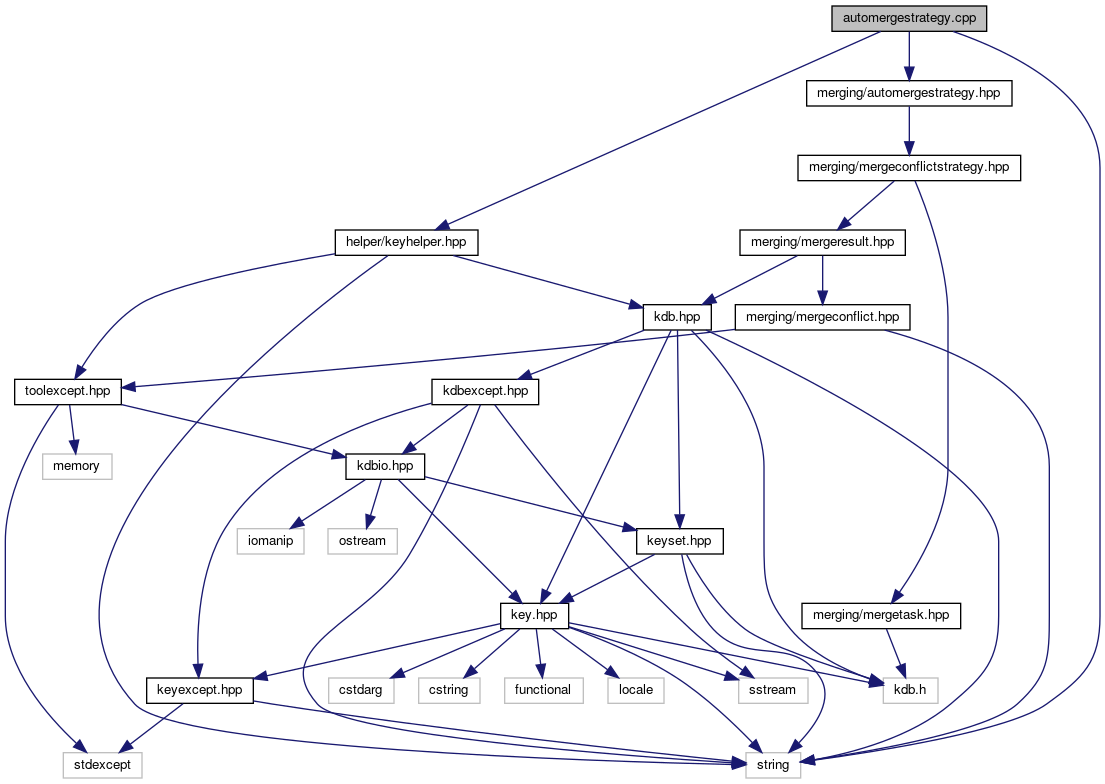 automergestrategy.cpp
merging/automergestrategy.hpp
merging/mergeconflictstrategy.hpp
helper/keyhelper.hpp
merging/mergeresult.hpp
kdb.hpp
merging/mergeconflict.hpp
toolexcept.hpp
kdbexcept.hpp
memory
kdbio.hpp
iomanip
ostream
keyset.hpp
key.hpp
merging/mergetask.hpp
keyexcept.hpp
cstdarg
cstring
functional
locale
sstream
kdb.h
stdexcept
string